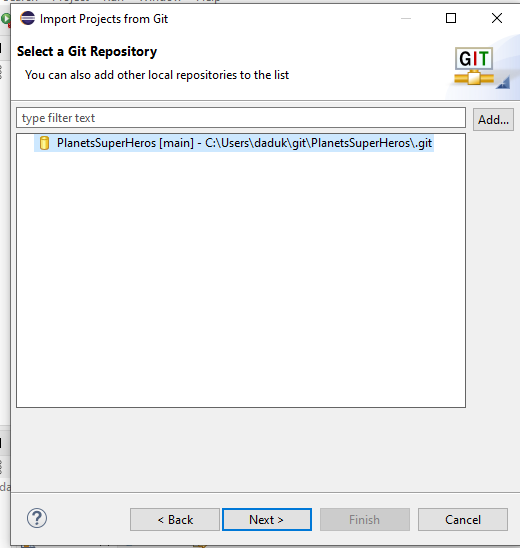 Import Projects from Git
Select a Git Repository
You can also add other local repositories to the list
GIT
type filter text
Add...
PlanetsSuperHeros [main] - C:\Users\daduk\git\PlanetsSuperHeros\.git
< Back
Next >
Finish
Cancel